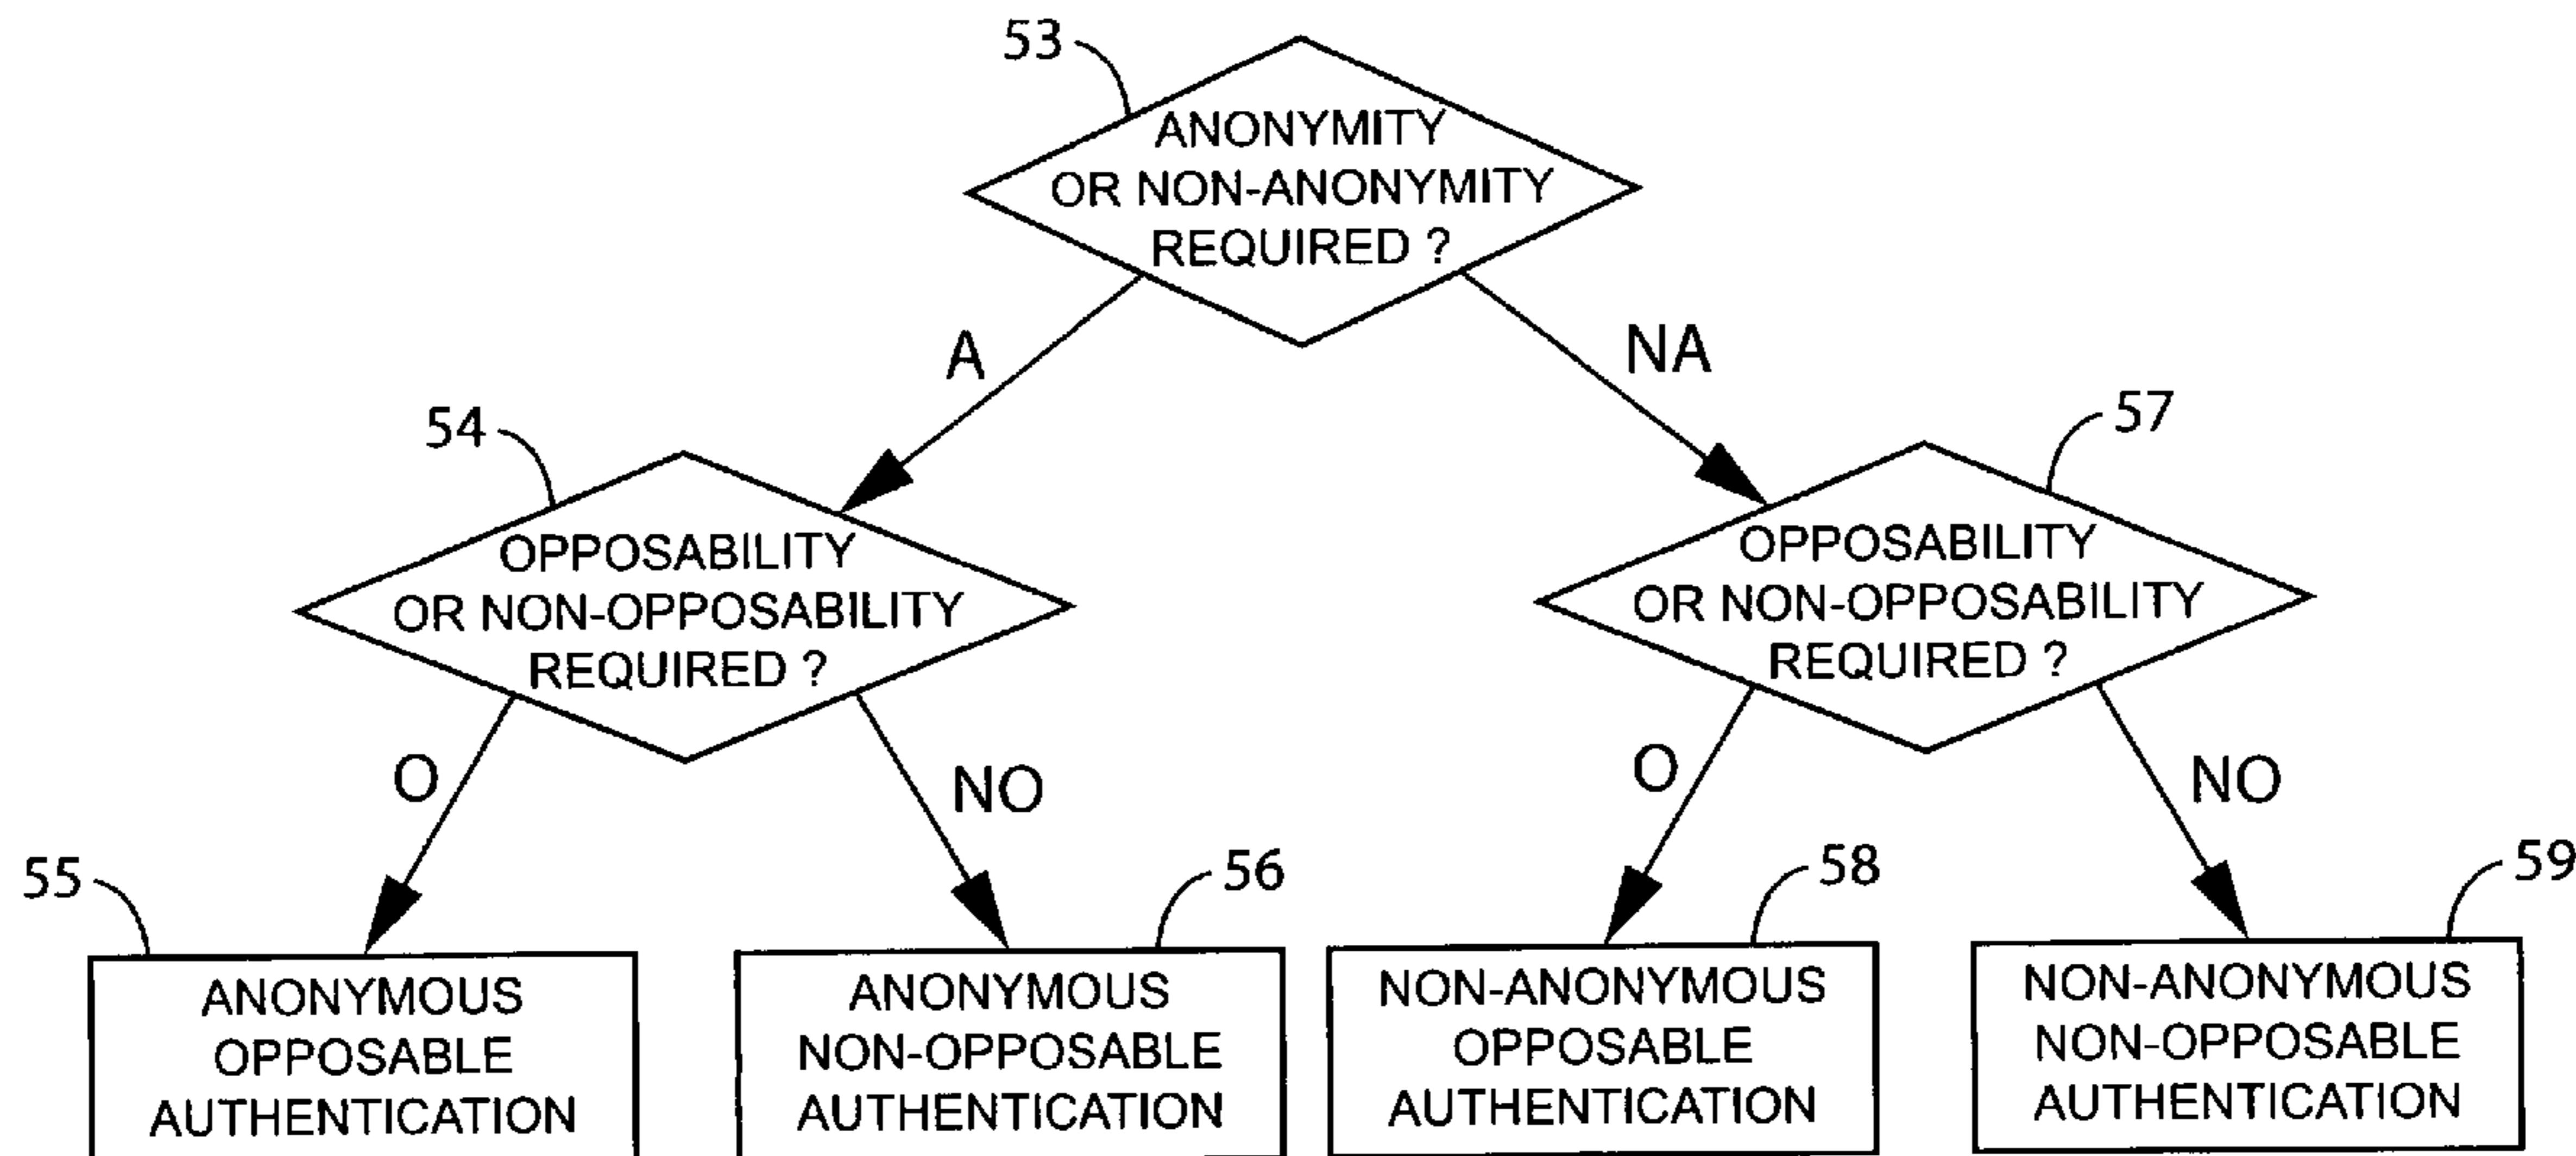 53
ANONYMITY
OR NON-ANONYMITY
REQUIRED ?
A
NA
54
OPPOSABILITY
OR NON-OPPOSABILITY
REQUIRED ?
57
OPPOSABILITY
OR NON-OPPOSABILITY
REQUIRED ?
O
NO
O
NO
55
ANONYMOUS
OPPOSABLE
AUTHENTICATION
56
ANONYMOUS
NON-OPPOSABLE
AUTHENTICATION
58
NON-ANONYMOUS
OPPOSABLE
AUTHENTICATION
59
NON-ANONYMOUS
NON-OPPOSABLE
AUTHENTICATION